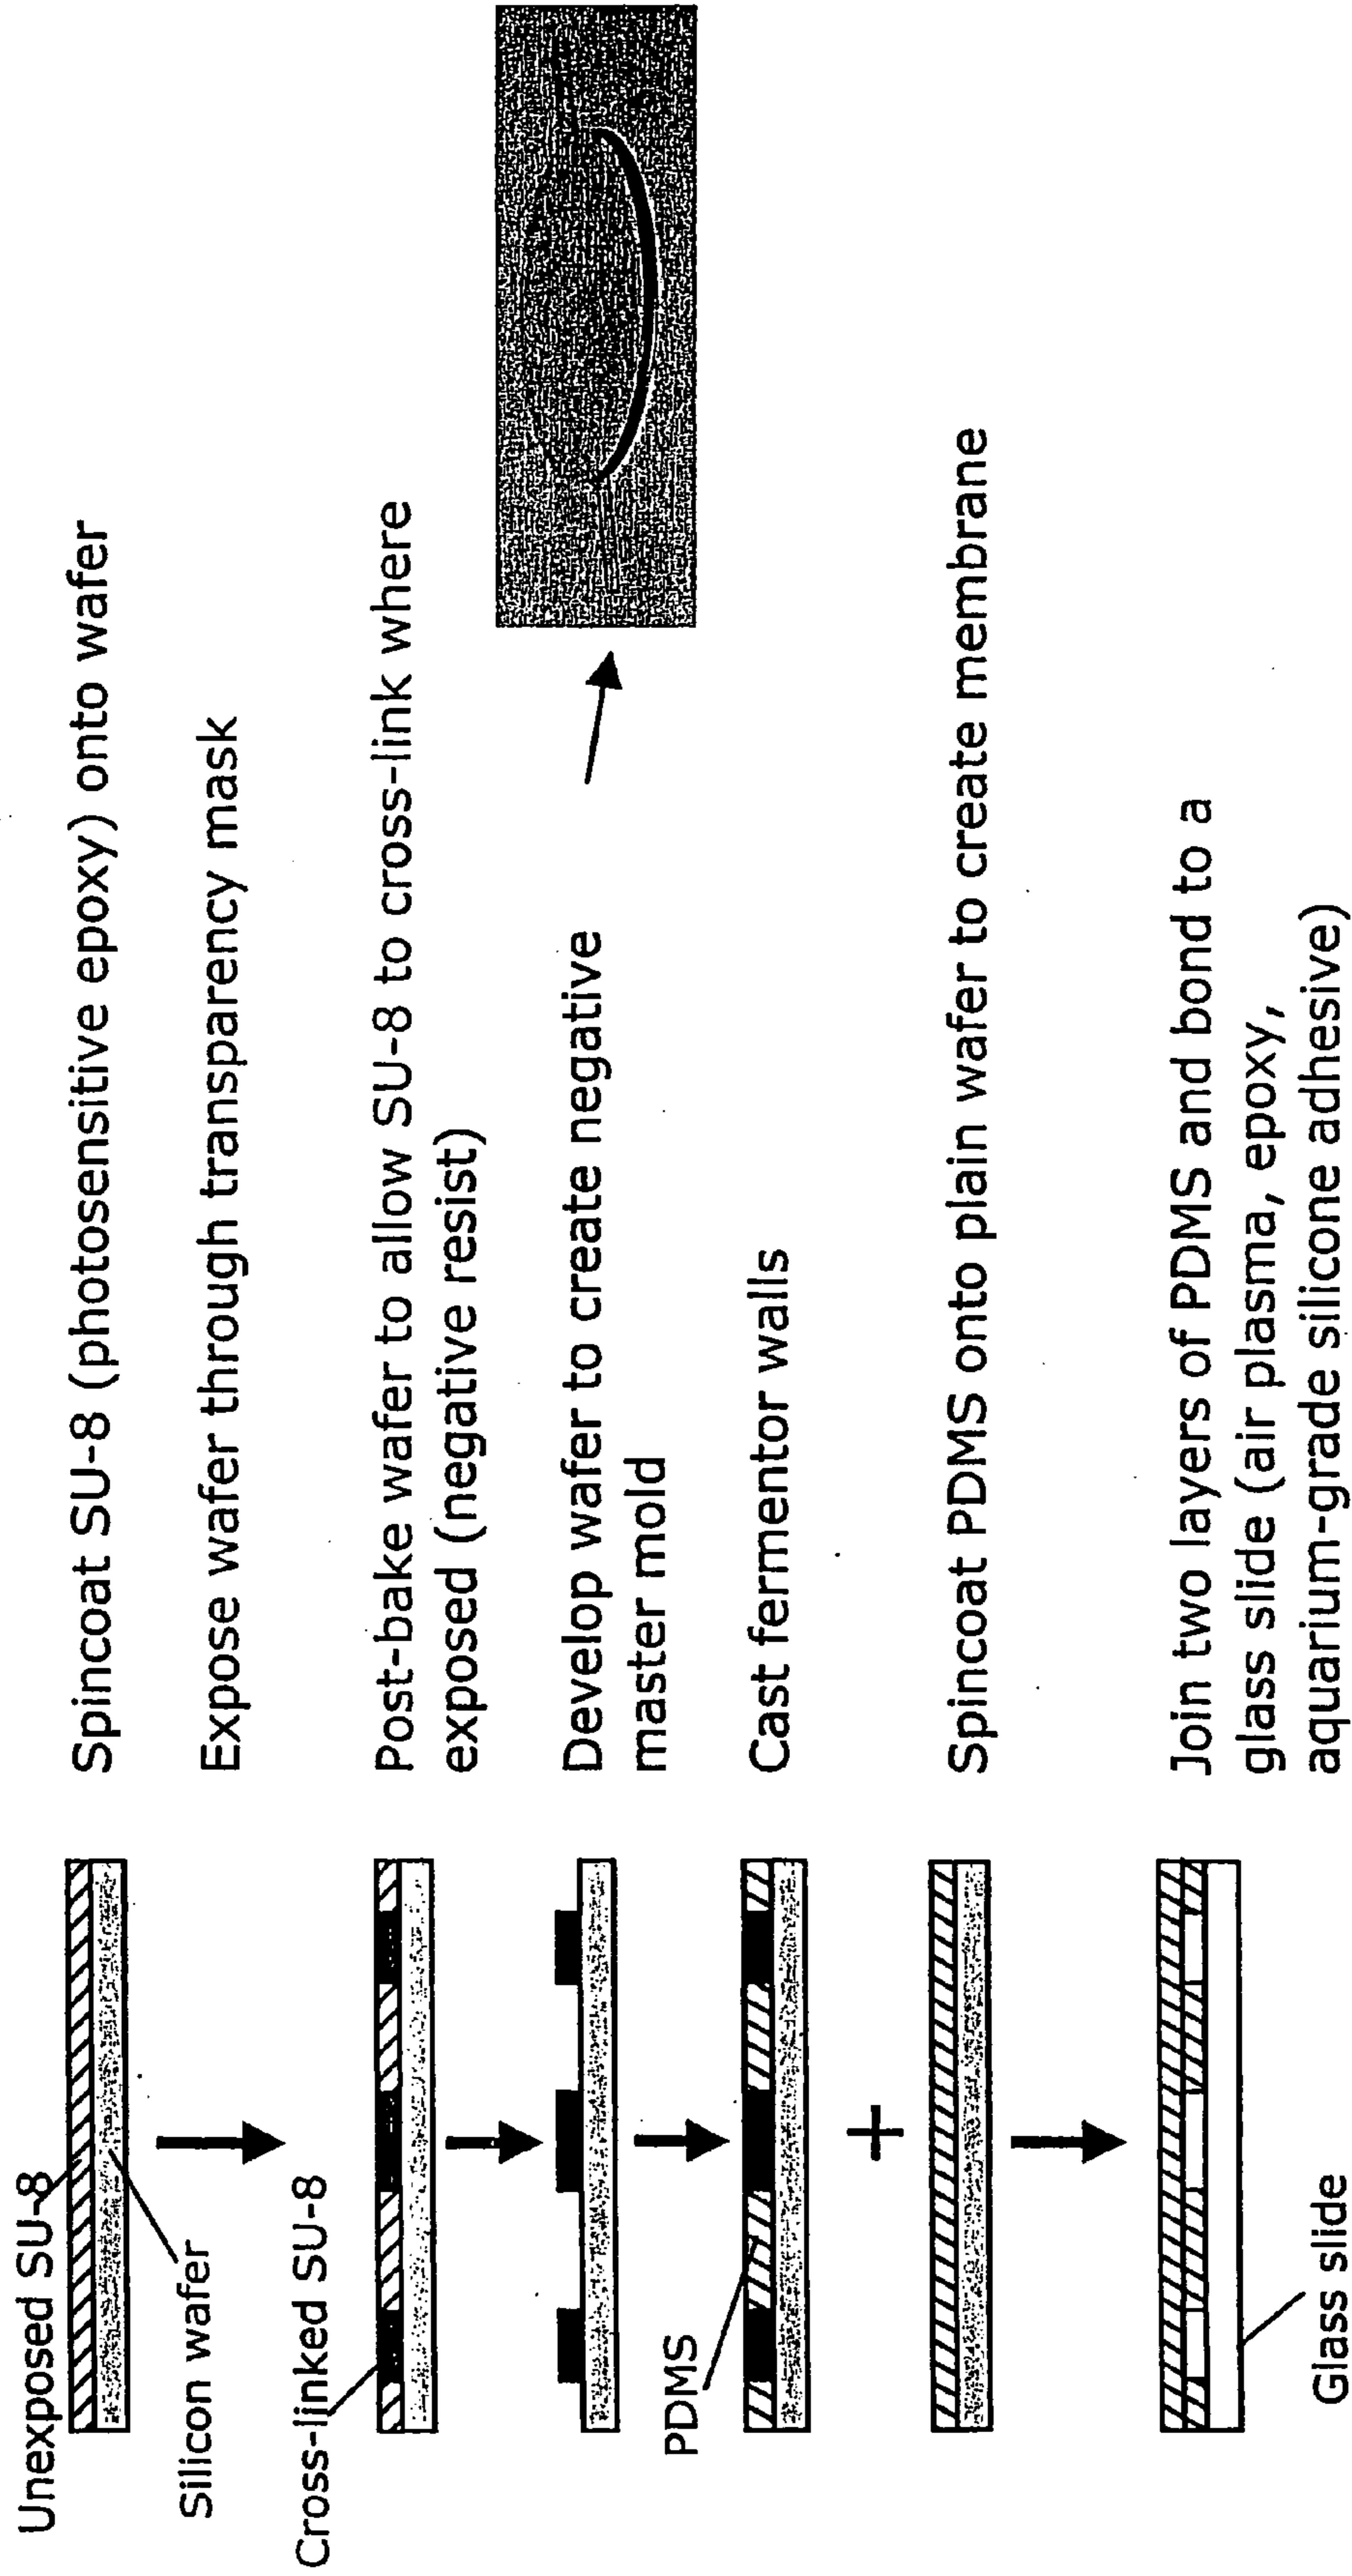 Unexposed SU-8
Spincoat SU-8 (photosensitive epoxy) onto wafer
Silicon wafer
Expose wafer through transparency mask
Cross-linked SU-8
Post-bake wafer to allow SU-8 to cross-link where
exposed (negative resist)
Develop wafer to create negative
master mold
PDMS
Cast fermentor walls
+
Spincoat PDMS onto plain wafer to create membrane
Join two layers of PDMS and bond to a
glass slide (air plasma, epoxy,
aquarium-grade silicone adhesive)
Glass slide